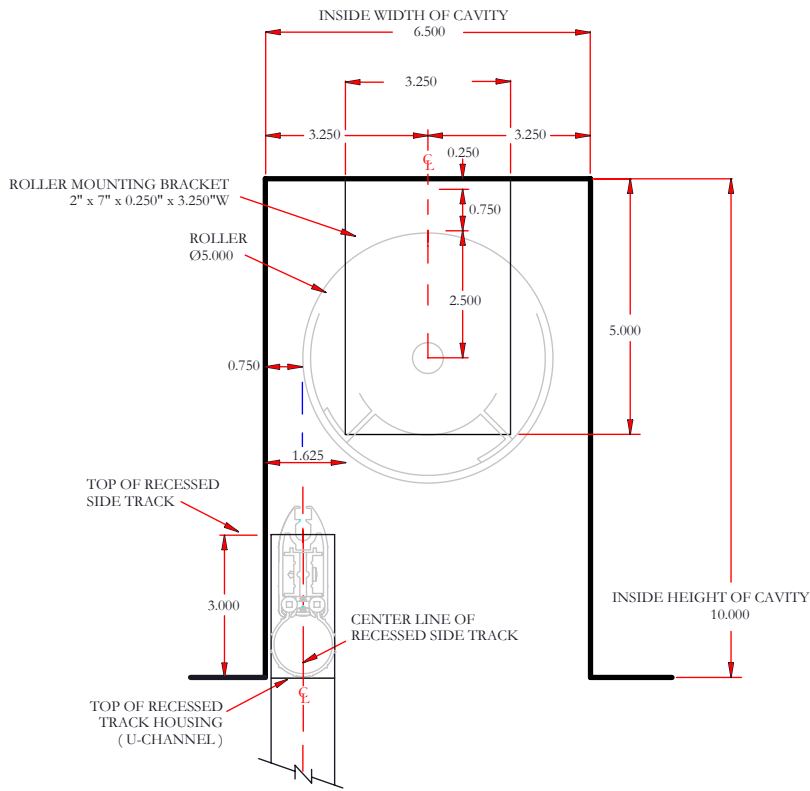 INSIDE WIDTH OF CAVITY
6.500
3.250
3.250
3.250
CL
0.250
ROLLER MOUNTING BRACKET
2" x 7" x 0.250" x 3.250"W
0.750
ROLLER
Ø5.000
2.500
5.000
0.750
1.625
TOP OF RECESSED
SIDE TRACK
3.000
INSIDE HEIGHT OF CAVITY
10.000
CENTER LINE OF
RECESSED SIDE TRACK
CL
TOP OF RECESSED
TRACK HOUSING
( U-CHANNEL )